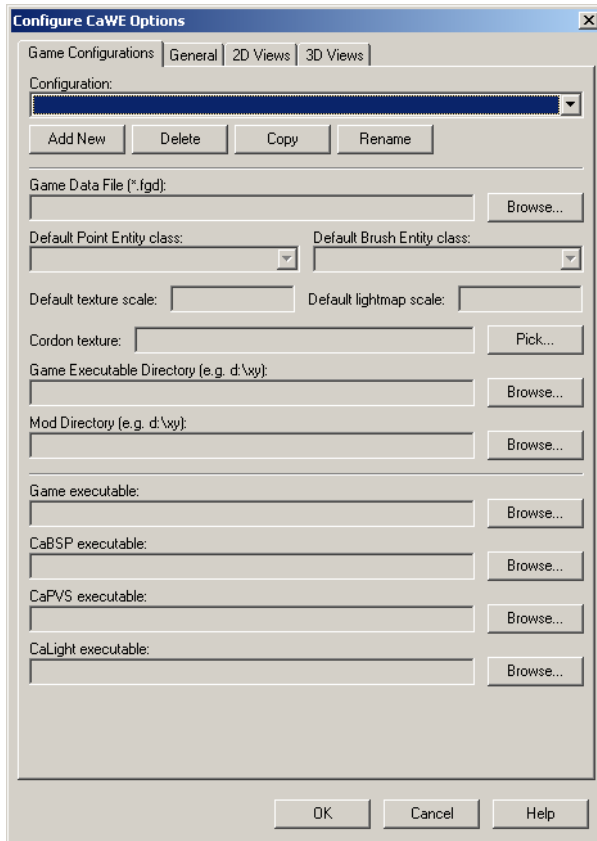 Configure CaWE Options
Game Configurations General 2D Views 3D Views
Configuration:
Add New Delete Copy Rename
Game Data File (*.fgd):
Browse...
Default Point Entity class: Default Brush Entity class:
Default texture scale: Default lightmap scale:
Cordon texture: Pick...
Game Executable Directory (e.g. d:\xy):
Browse...
Mod Directory (e.g. d:\xy):
Browse...
Game executable:
Browse...
CaBSP executable:
Browse...
CaPVS executable:
Browse...
CaLight executable:
Browse...
OK Cancel Help